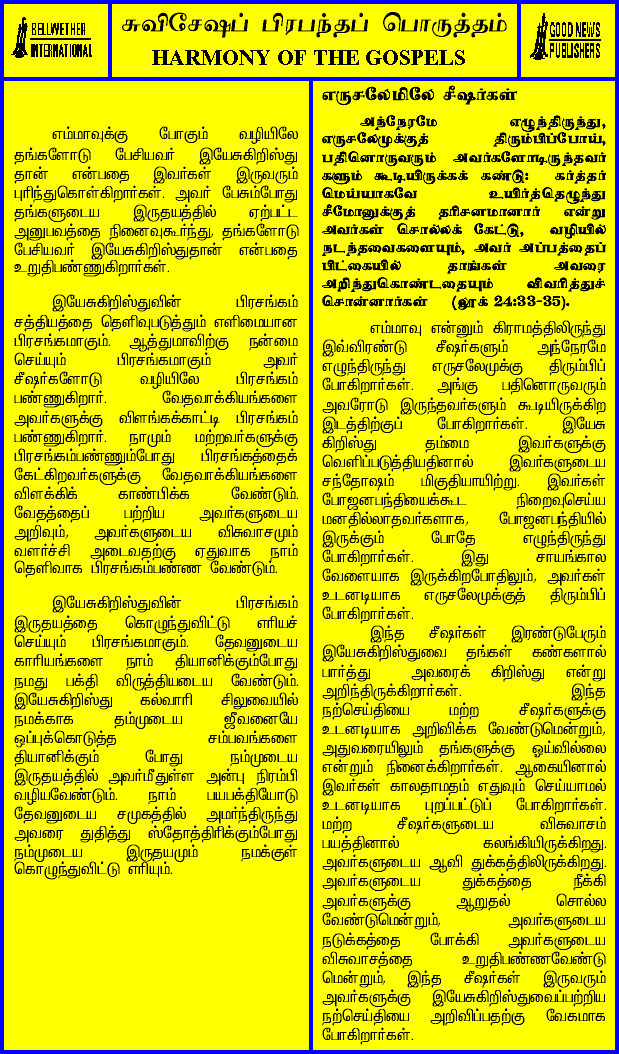 BELLWETHER
INTERNATIONAL
சுவிசேஷப் பிரபந்தப் பொருத்தம்
HARMONY OF THE GOSPELS
GOOD NEWS
PUBLISHERS
எம்மாவுக்கு போகும் வழியிலே
தங்களோடு பேசியவர் இயேசுகிறிஸ்து
தான் என்பதை இவர்கள் இருவரும்
புரிந்துகொள்கிறார்கள். அவர் பேசும்போது
தங்களுடைய இருதயத்தில் ஏற்பட்ட
அனுபவத்தை நினைவுகூர்ந்து, தங்களோடு
பேசியவர் இயேசுகிறிஸ்துதான் என்பதை
உறுதிபண்ணுகிறார்கள்.
இயேசுகிறிஸ்துவின் பிரசங்கம்
சத்தியத்தை தெளிவுபடுத்தும் எளிமையான
பிரசங்கமாகும். ஆத்துமாவிற்கு நன்மை
செய்யும் பிரசங்கமாகும் அவர்
சீஷர்களோடு வழியிலே பிரசங்கம்
பண்ணுகிறார். வேதவாக்கியங்களை
அவர்களுக்கு விளங்கக்காட்டி பிரசங்கம்
பண்ணுகிறார். நாமும் மற்றவர்களுக்கு
பிரசங்கம்பண்ணும்போது பிரசங்கத்தைக்
கேட்கிறவர்களுக்கு வேதவாக்கியங்களை
விளக்கிக் காண்பிக்க வேண்டும்.
வேதத்தைப் பற்றிய அவர்களுடைய
அறிவும், அவர்களுடைய விசுவாசமும்
வளர்ச்சி அடைவதற்கு ஏதுவாக நாம்
தெளிவாக பிரசங்கம்பண்ண வேண்டும்.
இயேசுகிறிஸ்துவின் பிரசங்கம்
இருதயத்தை கொழுந்துவிட்டு எரியச்
செய்யும் பிரசங்கமாகும். தேவனுடைய
காரியங்களை நாம் தியானிக்கும்போது
நமது பக்தி விருத்தியடைய வேண்டும்.
இயேசுகிறிஸ்து கல்வாரி சிலுவையில்
நமக்காக தம்முடைய ஜீவனையே
ஒப்புக்கொடுத்த சம்பவங்களை
தியானிக்கும் போது நம்முடைய
இருதயத்தில் அவர்மீதுள்ள அன்பு நிரம்பி
வழியவேண்டும். நாம் பயபக்தியோடு
தேவனுடைய சமுகத்தில் அமர்ந்திருந்து
அவரை துதித்து ஸ்தோத்திரிக்கும்போது
நம்முடைய இருதயமும் நமக்குள்
கொழுந்துவிட்டு எரியும்.
எருசலேமிலே சீஷர்கள்
அந்நேரமே எழுந்திருந்து,
எருசலேமுக்குத் திரும்பிப்போய்,
பதினொருவரும் அவர்களோடிருந்தவர்
களும் கூடியிருக்கக் கண்டு: கர்த்தர்
மெய்யாகவே உயிர்த்தெழுந்து
சீமோனுக்குத் தரிசனமானார் என்று
அவர்கள் சொல்லக் கேட்டு, வழியில்
நடந்தவைகளையும், அவர் அப்பத்தைப்
பிட்கையில் தாங்கள் அவரை
அறிந்துகொண்டதையும் விவரித்துச்
சொன்னார்கள் (லூக் 24:33-35).
எம்மாவு என்னும் கிராமத்திலிருந்து
இவ்விரண்டு சீஷர்களும் அந்நேரமே
எழுந்திருந்து எருசலேமுக்கு திரும்பிப்
போகிறார்கள். அங்கு பதினொருவரும்
அவரோடு இருந்தவர்களும் கூடியிருக்கிற
இடத்திற்குப் போகிறார்கள். இயேசு
கிறிஸ்து தம்மை இவர்களுக்கு
வெளிப்படுத்தியதினால் இவர்களுடைய
சந்தோஷம் மிகுதியாயிற்று. இவர்கள்
போஜனபந்தியைக்கூட நிறைவுசெய்ய
மனதில்லாதவர்களாக, போஜனபந்தியில்
இருக்கும் போதே எழுந்திருந்து
போகிறார்கள். இது சாயங்கால
வேளையாக இருக்கிறபோதிலும், அவர்கள்
உடனடியாக எருசலேமுக்குத் திரும்பிப்
போகிறார்கள்.
இந்த சீஷர்கள் இரண்டுபேரும்
இயேசுகிறிஸ்துவை தங்கள் கண்களால்
பார்த்து அவரைக் கிறிஸ்து என்று
அறிந்திருக்கிறார்கள். இந்த
நற்செய்தியை மற்ற சீஷர்களுக்கு
உடனடியாக அறிவிக்க வேண்டுமென்றும்,
அதுவரையிலும் தங்களுக்கு ஓய்வில்லை
என்றும் நினைக்கிறார்கள். ஆகையினால்
இவர்கள் காலதாமதம் எதுவும் செய்யாமல்
உடனடியாக புறப்பட்டுப் போகிறார்கள்.
மற்ற சீஷர்களுடைய விசுவாசம்
பயத்தினால் கலங்கியிருக்கிறது.
அவர்களுடைய ஆவி துக்கத்திலிருக்கிறது.
அவர்களுடைய துக்கத்தை நீக்கி
அவர்களுக்கு ஆறுதல் சொல்ல
வேண்டுமென்றும், அவர்களுடைய
நடுக்கத்தை போக்கி அவர்களுடைய
விசுவாசத்தை உறுதிபண்ணவேண்டு
மென்றும், இந்த சீஷர்கள் இருவரும்
அவர்களுக்கு இயேசுகிறிஸ்துவைப்பற்றிய
நற்செய்தியை அறிவிப்பதற்கு வேகமாக
போகிறார்கள்.